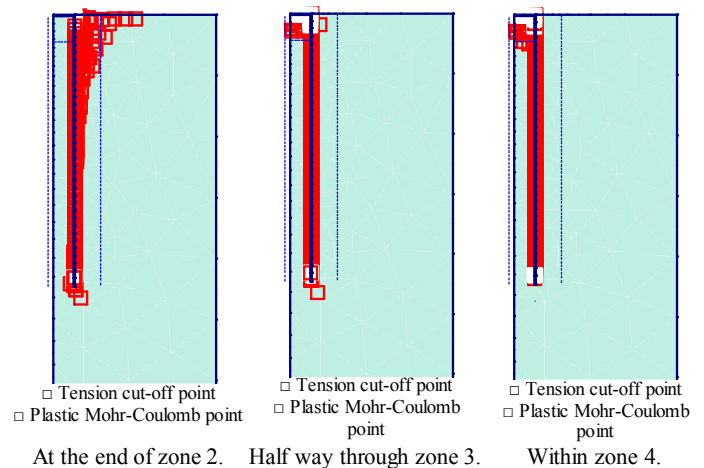 □ Tension cut-off point
□ Plastic Mohr-Coulomb point
At the end of zone 2.
□ Tension cut-off point
□ Plastic Mohr-Coulomb
point
Half way through zone 3.
□ Tension cut-off point
□ Plastic Mohr-Coulomb
point
Within zone 4.